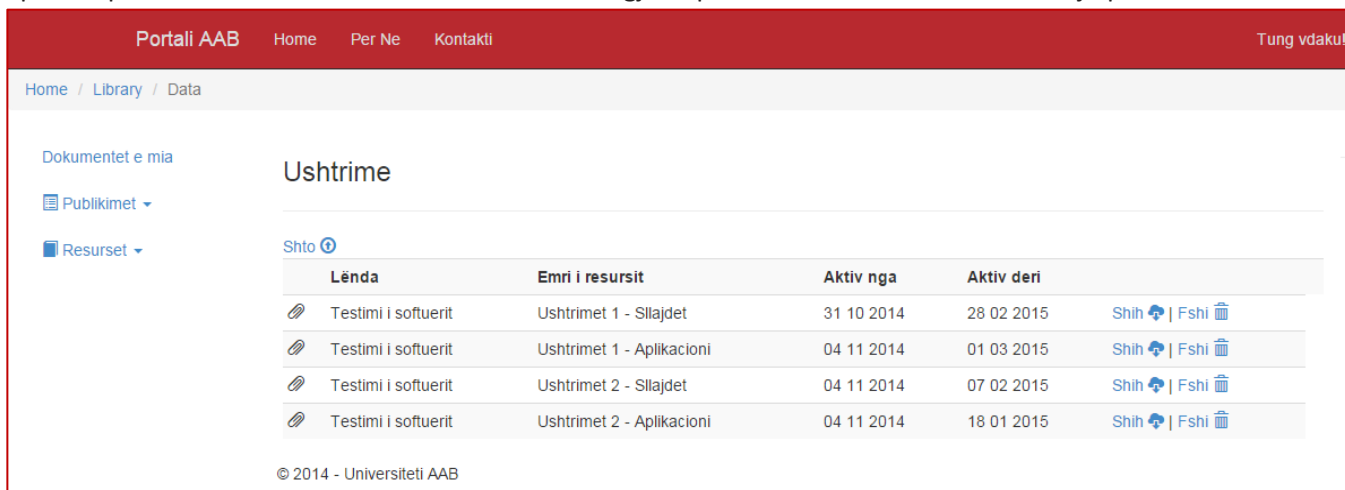 Portali AAB Home Per Ne Kontakti Tung vdaku!
Home / Library / Data
Dokumentet e mia
Publikimet
Resurset
Ushtrime
Shto
Lënda Emri i resursit Aktiv nga Aktiv deri
Testimi i softuerit Ushtrimet 1 - Sllajdet 31 10 2014 28 02 2015 Shih | Fshi
Testimi i softuerit Ushtrimet 1 - Aplikacioni 04 11 2014 01 03 2015 Shih | Fshi
Testimi i softuerit Ushtrimet 2 - Sllajdet 04 11 2014 07 02 2015 Shih | Fshi
Testimi i softuerit Ushtrimet 2 - Aplikacioni 04 11 2014 18 01 2015 Shih | Fshi
© 2014 - Universiteti AAB